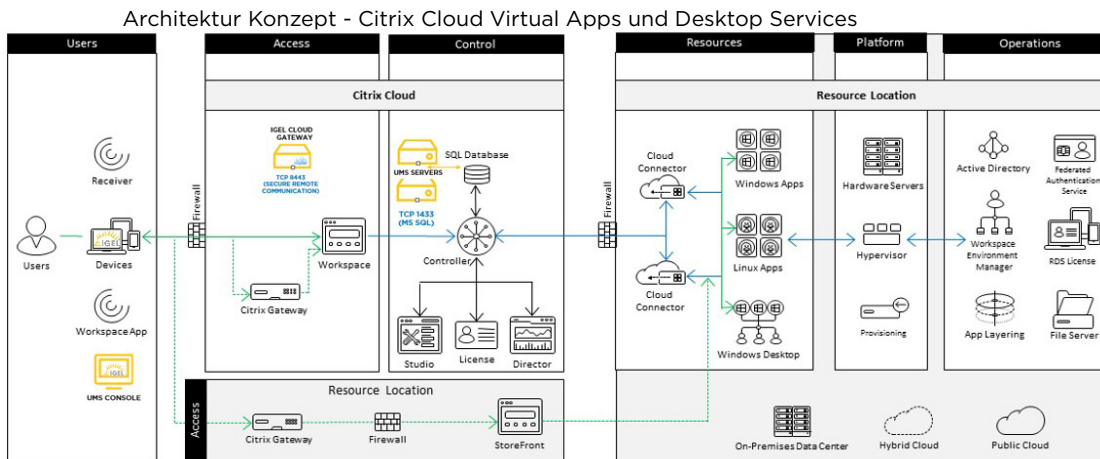 Architektur Konzept - Citrix Cloud Virtual Apps und Desktop Services
Users
Access
Control
Resources
Platform
Operations
Citrix Cloud
Resource Location
Receiver
Users
IGEL
Devices
Workspace App
IGEL
UMS CONSOLE
Firewall
IGEL CLOUD
GATEWAY
TCP 8443
(SECURE REMOTE
COMMUNICATION)
Workspace
Citrix Gateway
UMS SERVERS
SQL Database
TCP 1433
(MS SQL)
Controller
Studio
License
Director
Firewall
Cloud
Connector
Cloud
Connector
Windows Apps
Linux Apps
Windows Desktop
Hardware Servers
Hypervisor
Provisioning
Active Directory
Federated
Authentication
Service
Workspace
Environment
Manager
RDS License
App Layering
File Server
Access
Resource Location
Citrix Gateway
Firewall
StoreFront
On-Premises Data Center
Hybrid Cloud
Public Cloud